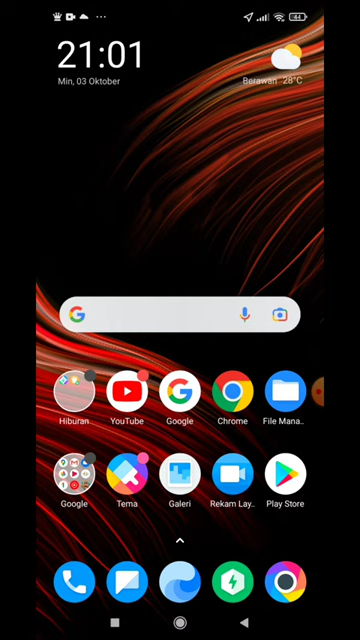 44
21:01
Min, 03 Oktober
Berawan 28°C
Hiburan
YouTube
Google
Chrome
File Mana..
Google
Tema
Galeri
Rekam Lay..
Play Store